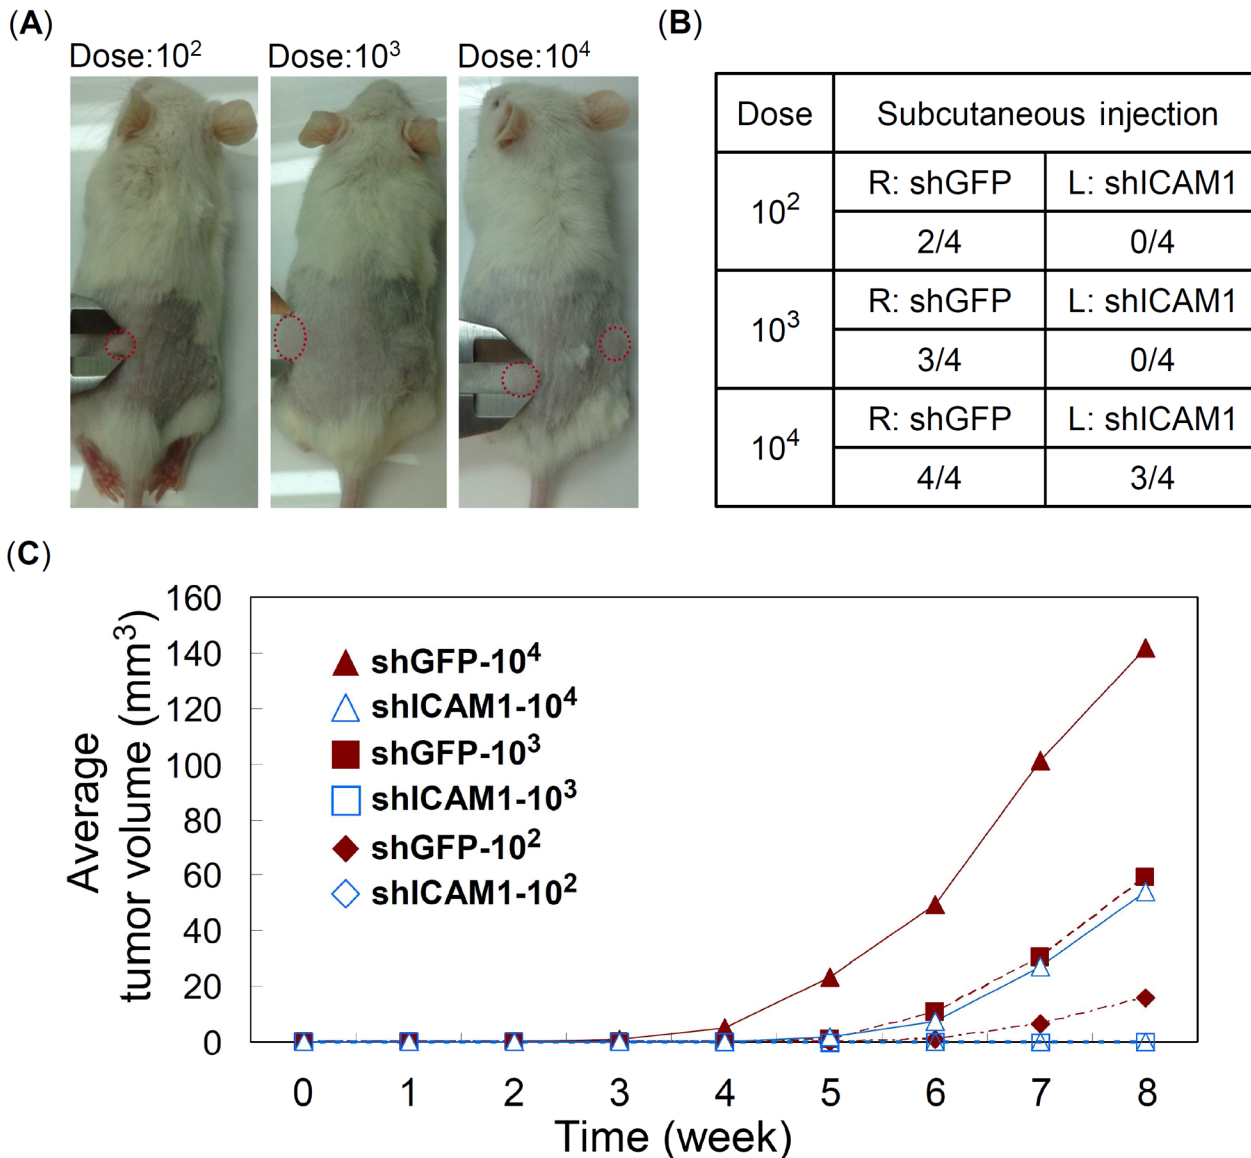 (A)
Dose:10²
Dose:10³
Dose:10⁴
(B)
Dose
Subcutaneous injection
10²
R: shGFP
L: shICAM1
2/4
0/4
10³
R: shGFP
L: shICAM1
3/4
0/4
10⁴
R: shGFP
L: shICAM1
4/4
3/4
(C)
Average
tumor volume (mm³)
160
140
120
100
80
60
40
20
0
shGFP-10⁴
shICAM1-10⁴
shGFP-10³
shICAM1-10³
shGFP-10²
shICAM1-10²
0 1 2 3 4 5 6 7 8
Time (week)